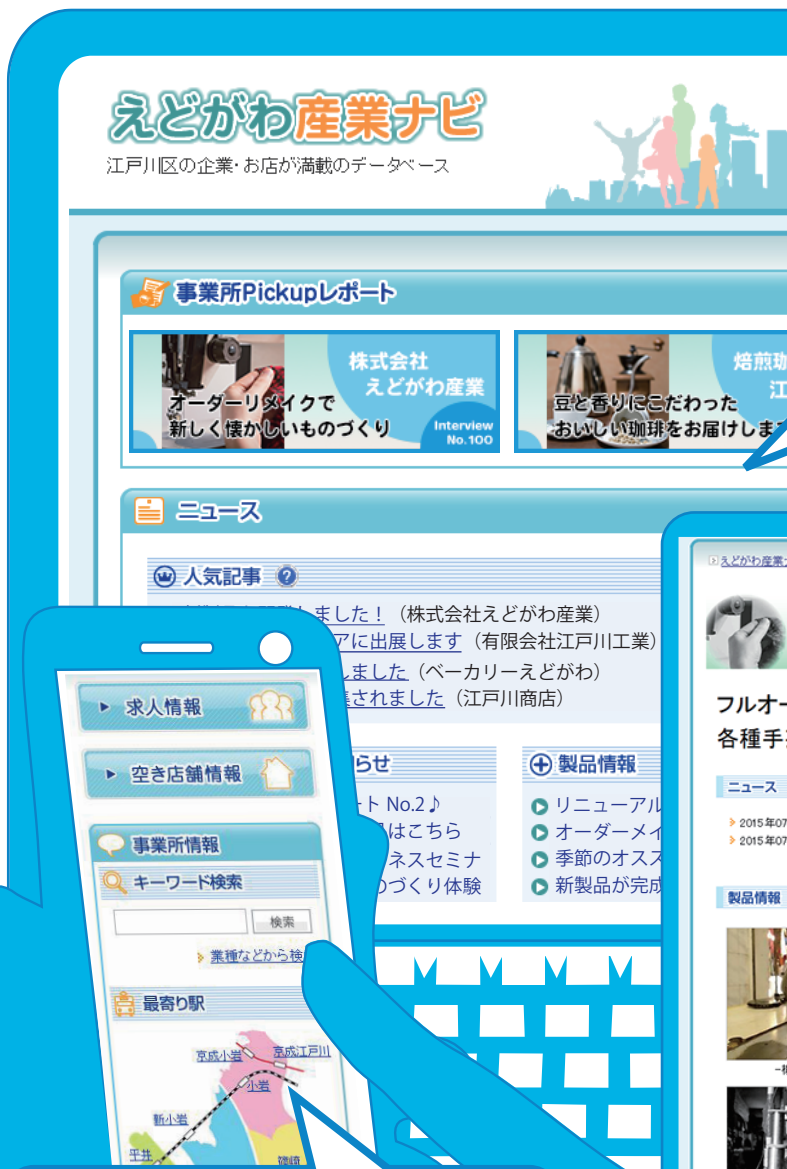 えどがわ産業ナビ
江戸川区の企業・お店が満載のデータベース
事業所Pickupレポート
株式会社
えどがわ産業
オーダーリメイクで
新しく懐かしいものづくり
Interview
No.100
焙煎珈
江
豆と香りにこだわった
おいしい珈琲をお届けします
ニュース
人気記事
ました！（株式会社えどがわ産業）
アに出展します（有限会社江戸川工業）
しました（ベーカリーえどがわ）
されました（江戸川商店）
らせ
ト No.2♪
はこちら
ネスセミナ
のづくり体験
製品情報
リニューアル
オーダーメイ
季節のオスス
新製品が完成
求人情報
空き店舗情報
事業所情報
キーワード検索
検索
業種などから検
最寄り駅
京成小岩
京成江戸川
小岩
新小岩
平井
篠崎
えどがわ産業
フルオー
各種手
ニュース
2015年07
2015年07
製品情報